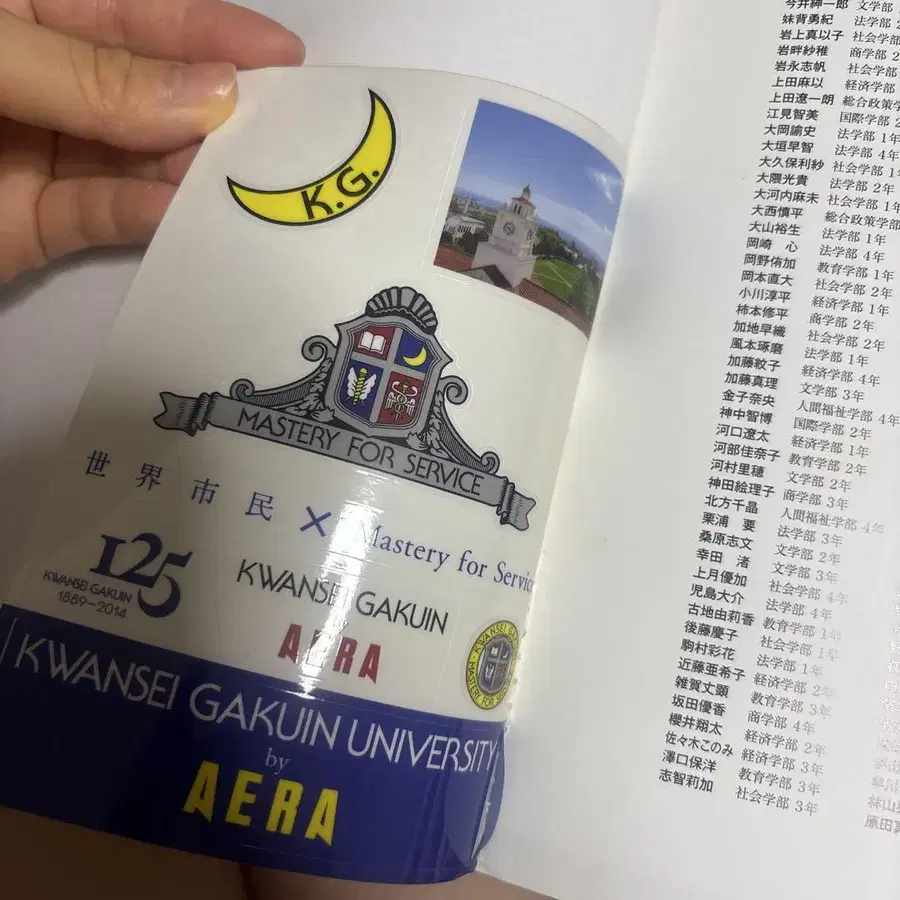 K.G.
MASTERY FOR SERVICE
世界市民 × Mastery for Service
125
KWANSEI GAKUIN
1889-2014
KWANSEI GAKUIN
AERA
KWANSEI GAKUIN
MASTERY FOR SERVICE
KWANSEI GAKUIN UNIVERSITY
by
AERA
今井紳一郎 文学部
妹背勇紀 法学部 2
岩上真以子 社会学部
岩畔紗稚 商学部 2
岩永志帆 社会学部
上田麻以 経済学部
上田遼一朗 総合政策学部
江見智美 国際学部 2
大岡諭史 法学部 1年
大垣早智 法学部 4年
大久保利紗 社会学部 1年
大隈光貴 法学部 2年
大河内麻未 社会学部 1年
大西慎平 総合政策学部
大山裕生 法学部 1年
岡崎 心 法学部 4年
岡野侑加 教育学部 1年
岡本直大 社会学部 2年
小川淳平 経済学部 1年
柿本修平 商学部 2年
加地早織 社会学部 2年
風本琢磨 法学部 1年
加藤紋子 経済学部 4年
加藤真理 文学部 3年
金子奈央 人間福祉学部 4年
神中智博 国際学部 2年
河口遼太 経済学部 1年
河部佳奈子 教育学部 2年
河村里穂 文学部 2年
神田絵理子 商学部 3年
北方千晶 人間福祉学部 4年
栗浦 要 法学部 3年
桑原志文 文学部 2年
幸田 渚 文学部 3年
上月優加 社会学部 4年
児島大介 法学部 4年
古地由莉香 教育学部 1年
後藤慶子 社会学部 1年
駒村彩花 法学部 1年
近藤亜希子 経済学部 2年
雑賀丈顕 教育学部 3年
坂田優香 商学部 4年
櫻井翔太 経済学部 2年
佐々木このみ 経済学部 3年
澤口保洋 教育学部 3年
志智莉加 社会学部 3年